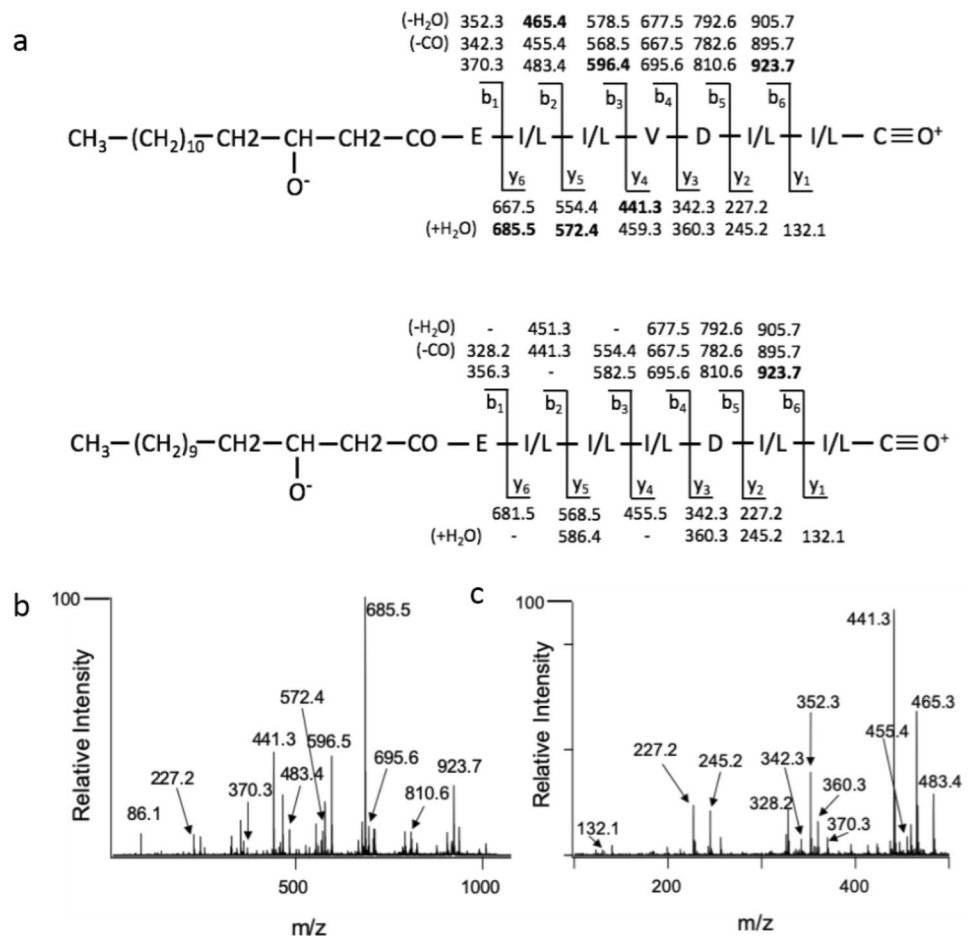 a
(-H₂O) 352.3 465.4 578.5 677.5 792.6 905.7
(-CO) 342.3 455.4 568.5 667.5 782.6 895.7
370.3 483.4 596.4 695.6 810.6 923.7
b₁ b₂ b₃ b₄ b₅ b₆
CH₃—(CH₂)₁₀—CH2—CH—CH2—CO—E—I/L—I/L—V—D—I/L—I/L—C≡O⁺
O⁻
y₆ y₅ y₄ y₃ y₂ y₁
667.5 554.4 441.3 342.3 227.2
(+H₂O) 685.5 572.4 459.3 360.3 245.2 132.1
(-H₂O) - 451.3 - 677.5 792.6 905.7
(-CO) 328.2 441.3 554.4 667.5 782.6 895.7
356.3 - 582.5 695.6 810.6 923.7
b₁ b₂ b₃ b₄ b₅ b₆
CH₃—(CH₂)₉—CH2—CH—CH2—CO—E—I/L—I/L—I/L—D—I/L—I/L—C≡O⁺
O⁻
y₆ y₅ y₄ y₃ y₂ y₁
681.5 568.5 455.5 342.3 227.2
(+H₂O) - 586.4 - 360.3 245.2 132.1
b
100
685.5
572.4
441.3 596.5
227.2 370.3 483.4 695.6 923.7
86.1 810.6
Relative Intensity
500 1000
m/z
c
100
441.3
352.3 465.3
455.4
227.2 245.2 342.3 360.3 483.4
328.2 370.3
132.1
Relative Intensity
200 400
m/z